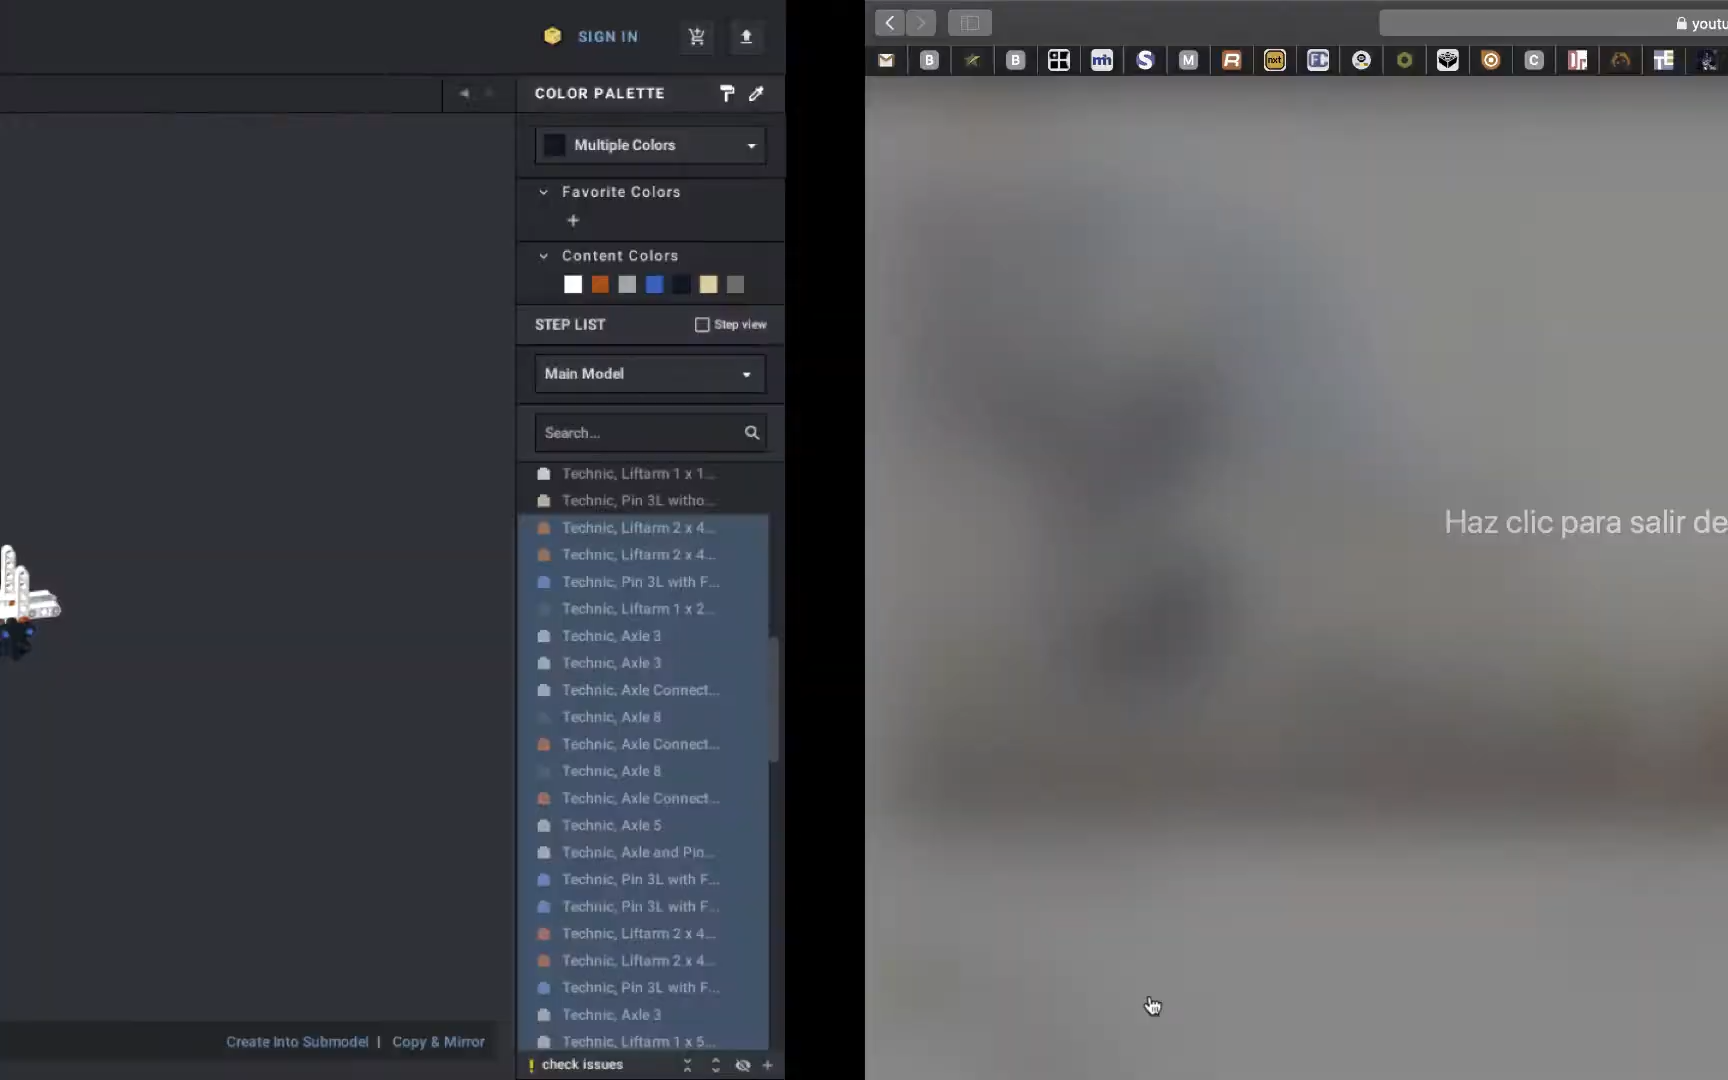 SIGN IN
COLOR PALETTE
Multiple Colors
Favorite Colors
Content Colors
STEP LIST
Step view
Main Model
Search...
Technic, Liftarm 1 x 1...
Technic, Pin 3L witho...
Technic, Liftarm 2 x 4...
Technic, Liftarm 2 x 4...
Technic, Pin 3L with F...
Technic, Liftarm 1 x 2...
Technic, Axle 3
Technic, Axle 3
Technic, Axle Connect...
Technic, Axle 8
Technic, Axle Connect...
Technic, Axle 8
Technic, Axle Connect...
Technic, Axle 5
Technic, Axle and Pin...
Technic, Pin 3L with F...
Technic, Pin 3L with F...
Technic, Liftarm 2 x 4...
Technic, Liftarm 2 x 4...
Technic, Pin 3L with F...
Technic, Axle 3
Technic, Liftarm 1 x 5...
Create Into Submodel | Copy & Mirror
! check issues
youtu
B B mh S M R nxt FC C TE
Haz clic para salir de